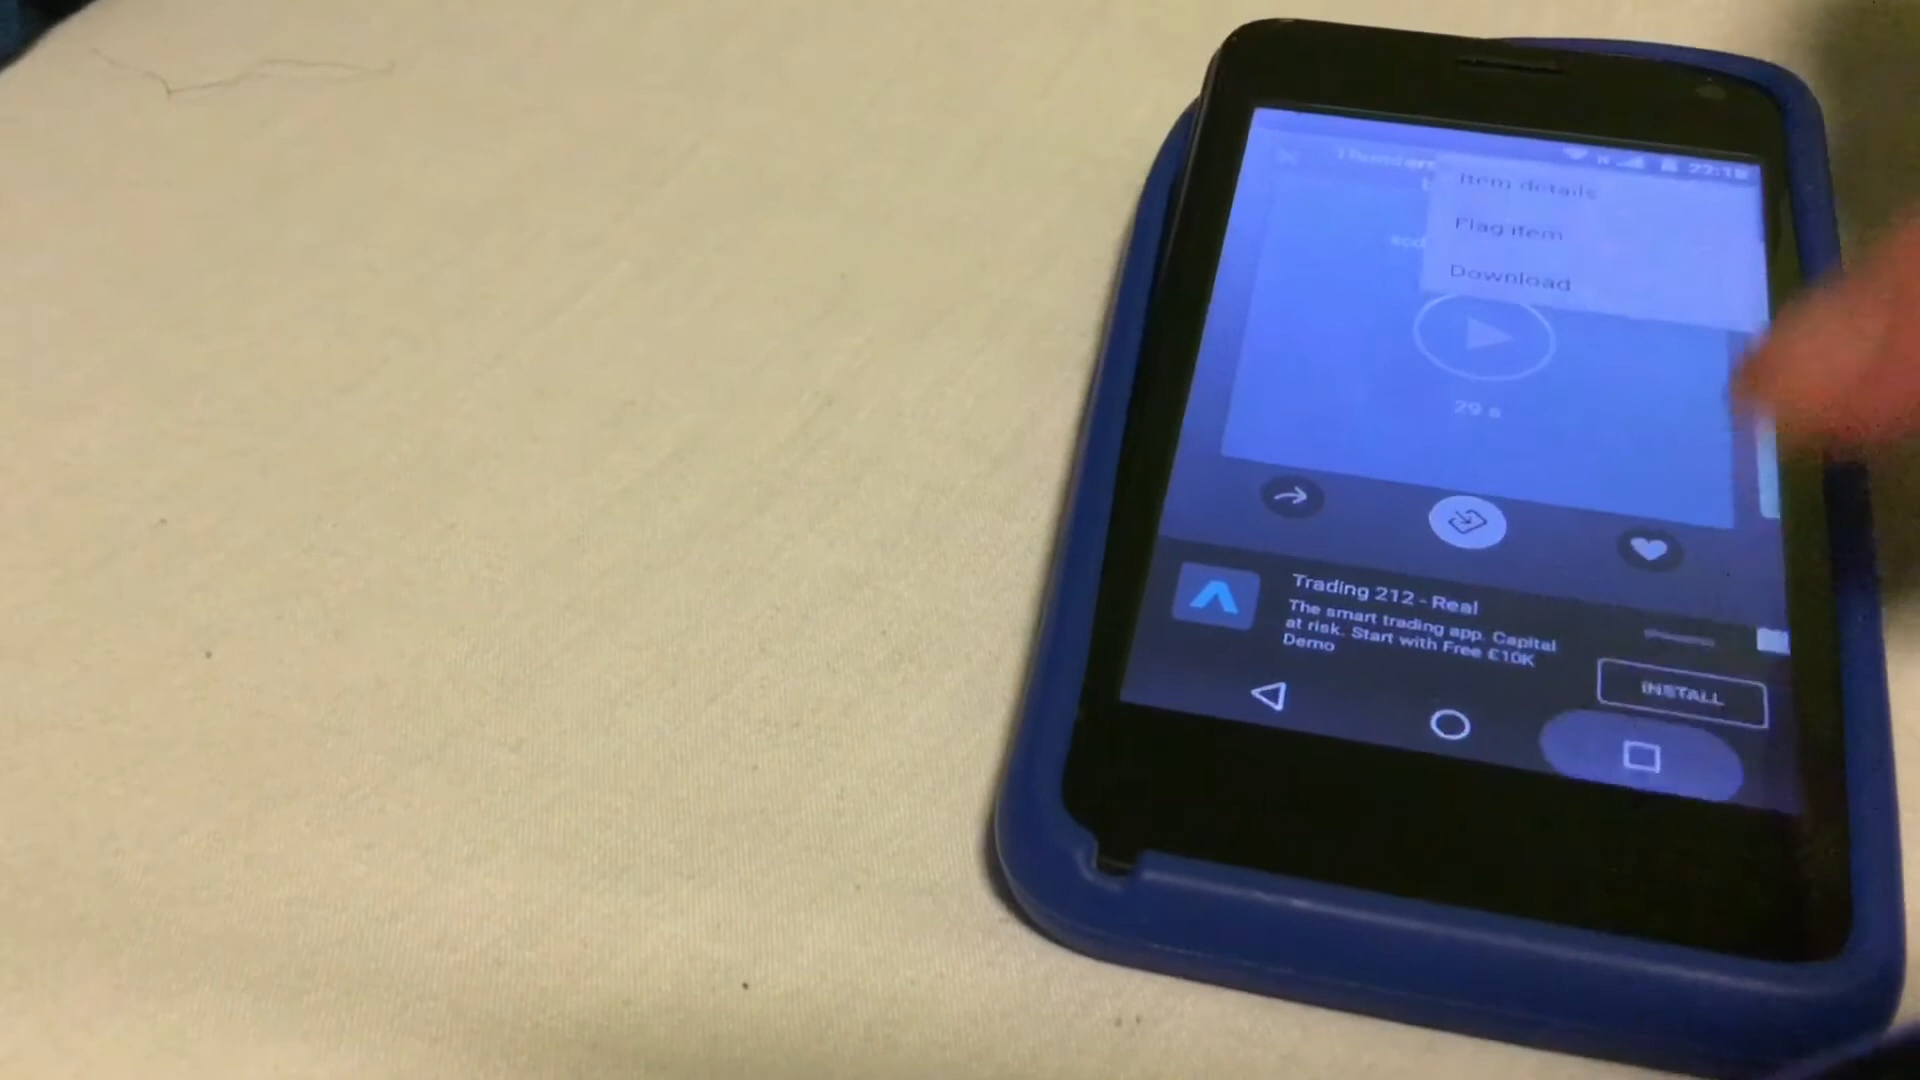 Item details
Flag item
Download
29 s
Trading 212 - Real
The smart trading app. Capital
at risk. Start with Free £10K
Demo
INSTALL